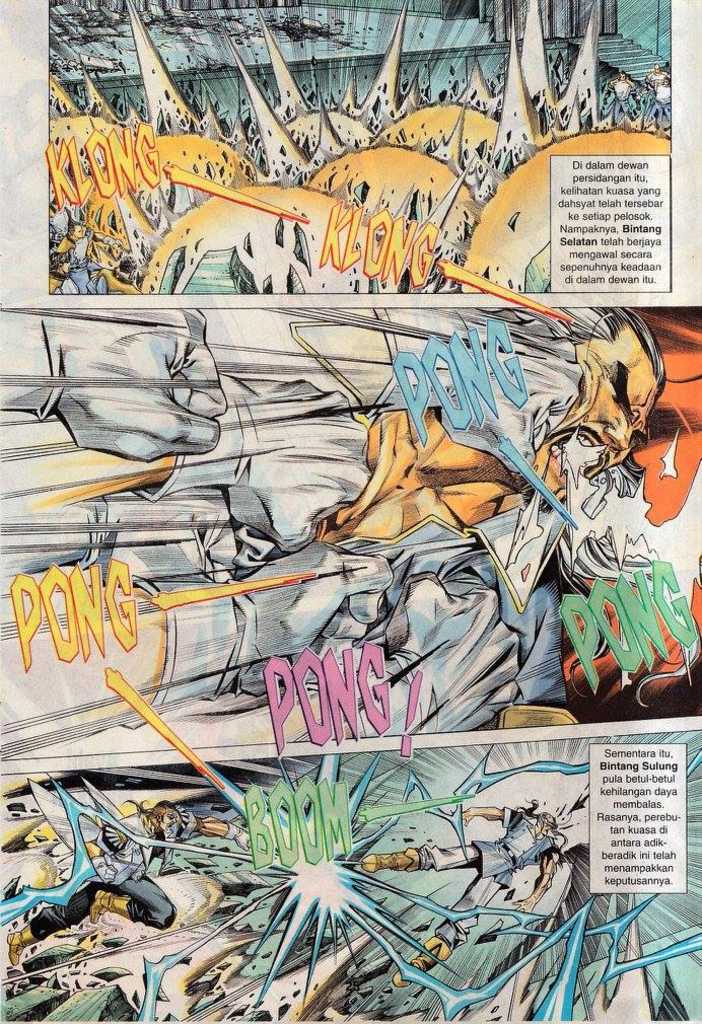 KLONG
KLONG
Di dalam dewan
persidangan itu,
kelihatan kuasa yang
dahsyat telah tersebar
ke setiap pelosok.
Nampaknya, Bintang
Selatan telah berjaya
mengawal secara
sepenuhnya keadaan
di dalam dewan itu.
PONG
PONG
PONG
PONG!
BOOM
Sementara itu,
Bintang Sulung
pula betul-betul
kehilangan daya
membalas.
Rasanya, perebu-
tan kuasa di
antara adik-
beradik ini telah
menampakkan
keputusannya.